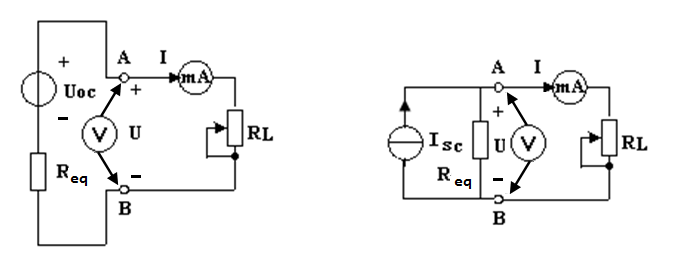 +
A
I
Uoc
mA
+
-
V
U
RL
Req
-
B
A
I
mA
+
Isc
U
V
RL
Req
-
B